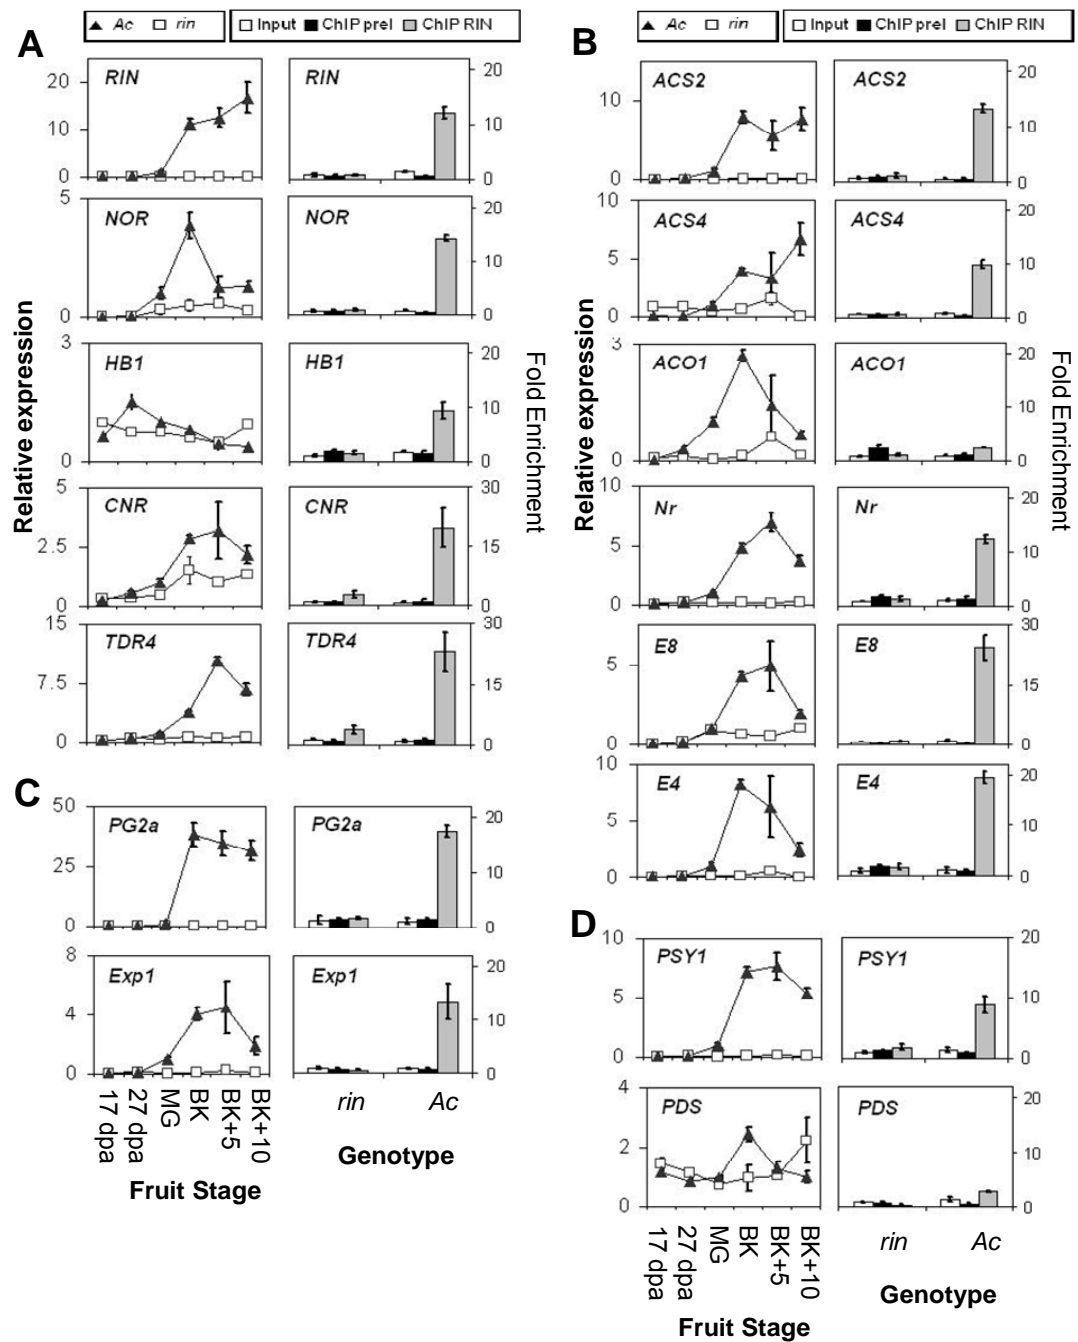 Ac rin Input ChIP preI ChIP RIN
A
RIN
20
10
0
RIN
20
10
0
NOR
5
0
NOR
20
10
0
HB1
3
0
HB1
20
10
0
CNR
5
2.5
0
CNR
30
15
0
TDR4
15
7.5
0
TDR4
30
15
0
Relative expression
Fold Enrichment
C
PG2a
50
25
0
PG2a
20
10
0
Exp1
8
4
0
Exp1
20
10
0
17 dpa
27 dpa
MG
BK
BK+5
BK+10
Fruit Stage
rin Ac
Genotype
Ac rin Input ChIP preI ChIP RIN
B
ACS2
10
0
ACS2
20
10
0
ACS4
10
5
0
ACS4
20
10
0
ACO1
3
0
ACO1
20
10
0
Nr
10
5
0
Nr
20
10
0
E8
5
0
E8
30
15
0
E4
10
5
0
E4
20
10
0
Relative expression
Fold Enrichment
D
PSY1
10
5
0
PSY1
20
10
0
PDS
4
2
0
PDS
20
10
0
17 dpa
27 dpa
MG
BK
BK+5
BK+10
Fruit Stage
rin Ac
Genotype